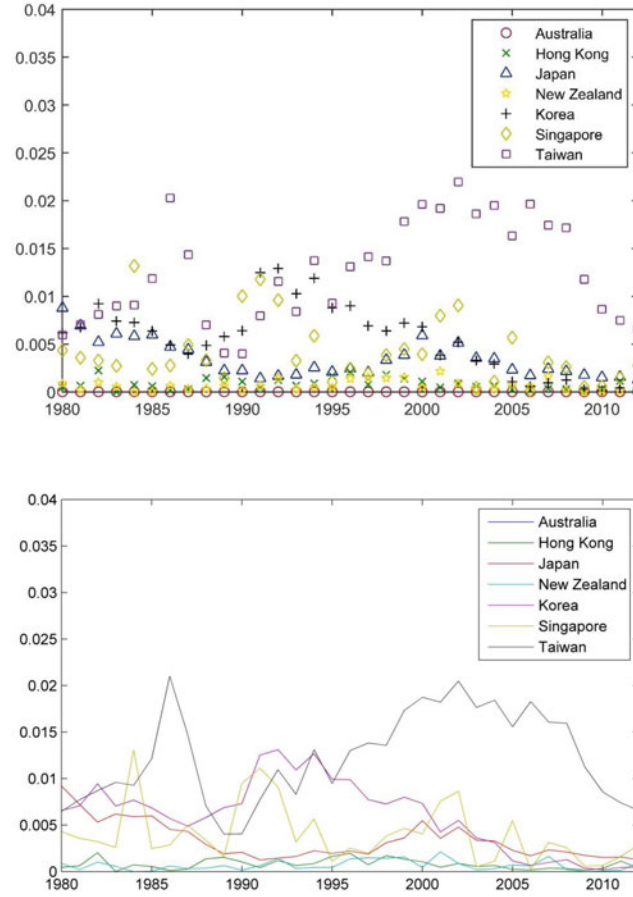 0.04
0.035
0.03
0.025
0.02
0.015
0.01
0.005
0
1980
1985
1990
1995
2000
2005
2010
Australia
Hong Kong
Japan
New Zealand
Korea
Singapore
Taiwan
0.04
0.035
0.03
0.025
0.02
0.015
0.01
0.005
0
1980
1985
1990
1995
2000
2005
2010
Australia
Hong Kong
Japan
New Zealand
Korea
Singapore
Taiwan